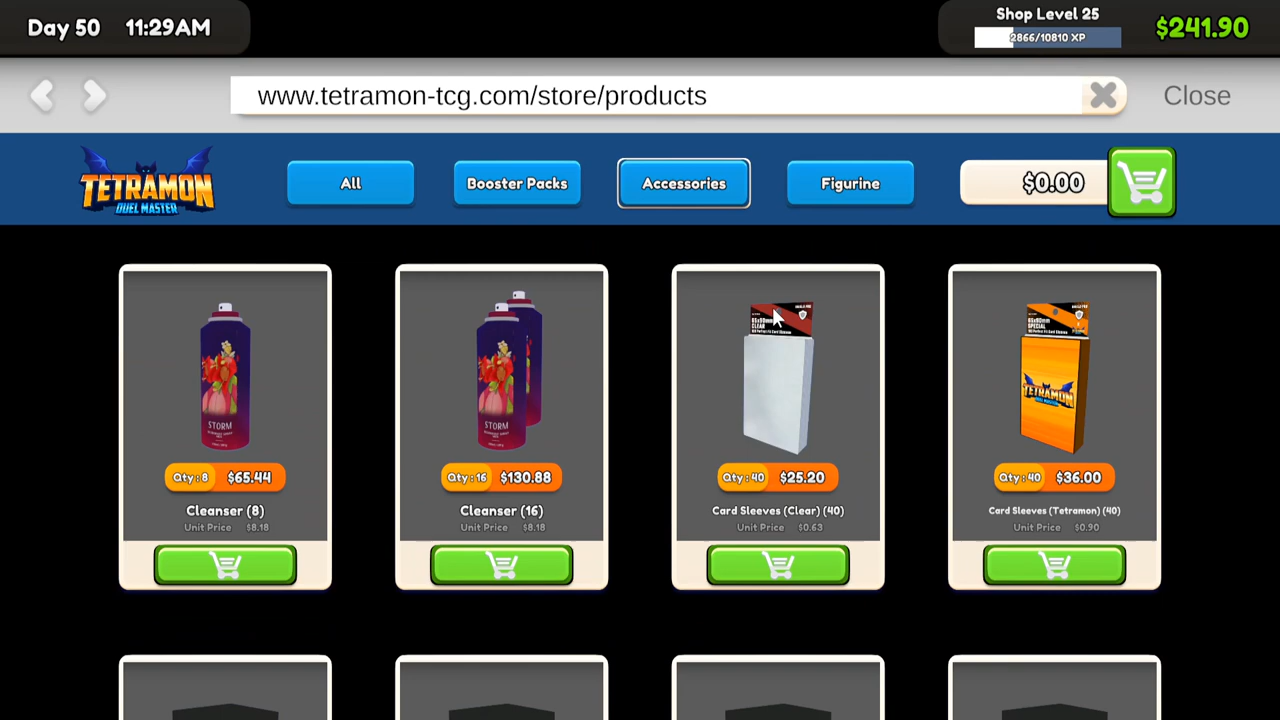 Day 50 11:29AM
Shop Level 25
2866/10810 XP
$241.90
www.tetramon-tcg.com/store/products
Close
TETRAMON
DUEL MASTER
All
Booster Packs
Accessories
Figurine
$0.00
STORM
STORM
CLEAR
SPECIAL
TETRAMON
Qty : 8 $65.44
Qty : 16 $130.88
Qty : 40 $25.20
Qty : 40 $36.00
Cleanser (8)
Cleanser (16)
Card Sleeves (Clear) (40)
Card Sleeves (Tetramon) (40)
Unit Price $8.18
Unit Price $8.18
Unit Price $0.63
Unit Price $0.90